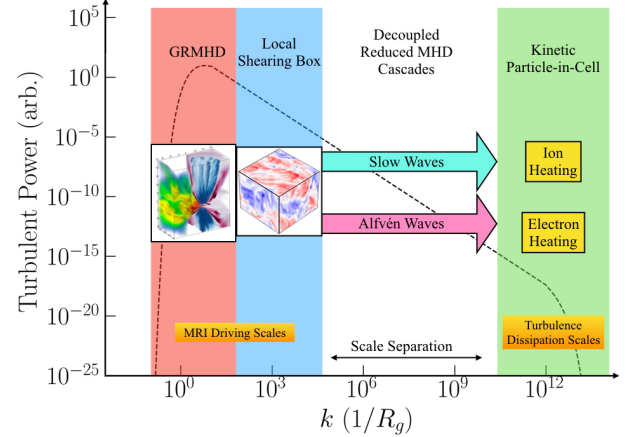 GRMHD
Local
Shearing Box
Decoupled
Reduced MHD
Cascades
Kinetic
Particle-in-Cell
Turbulent Power (arb.)
10^0
10^-5
10^-10
10^-15
10^-20
10^-25
Slow Waves
Ion
Heating
Alfvén Waves
Electron
Heating
MRI Driving Scales
Scale Separation
Turbulence
Dissipation Scales
10^0
10^3
10^6
10^9
10^12
k (1/R_g)